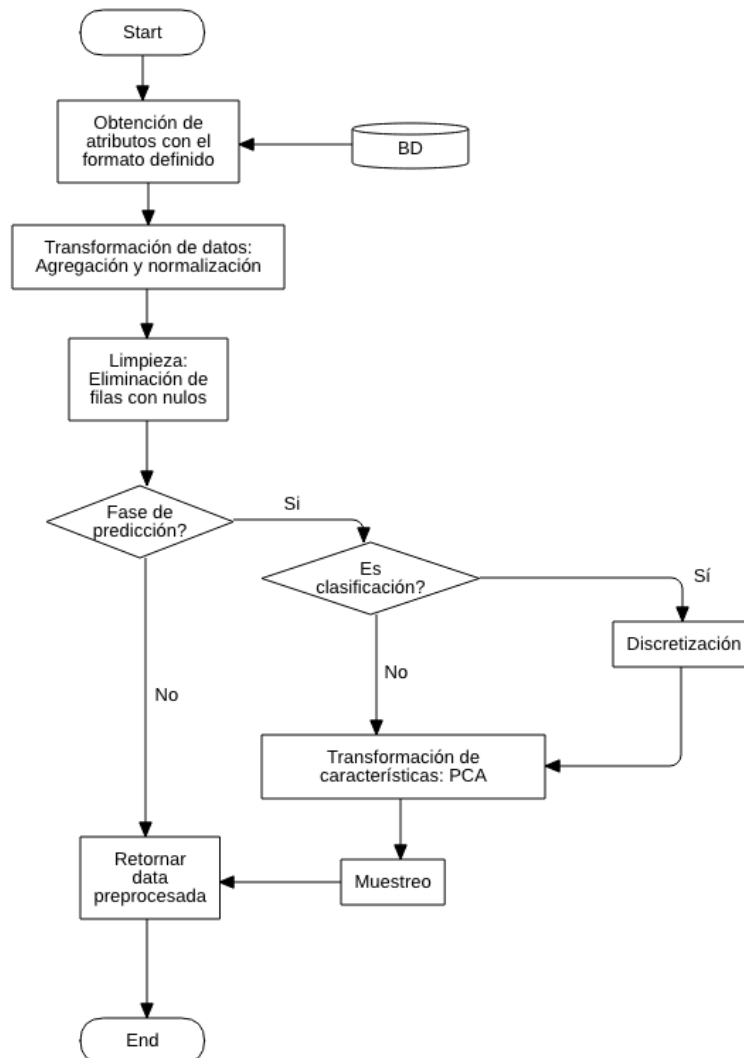 Start
Obtención de
atributos con el
formato definido
BD
Transformación de datos:
Agregación y normalización
Limpieza:
Eliminación de
filas con nulos
Fase de
predicción?
Si
Es
clasificación?
Sí
Discretización
No
No
Transformación de
características: PCA
Retornar
data
preprocesada
Muestreo
End